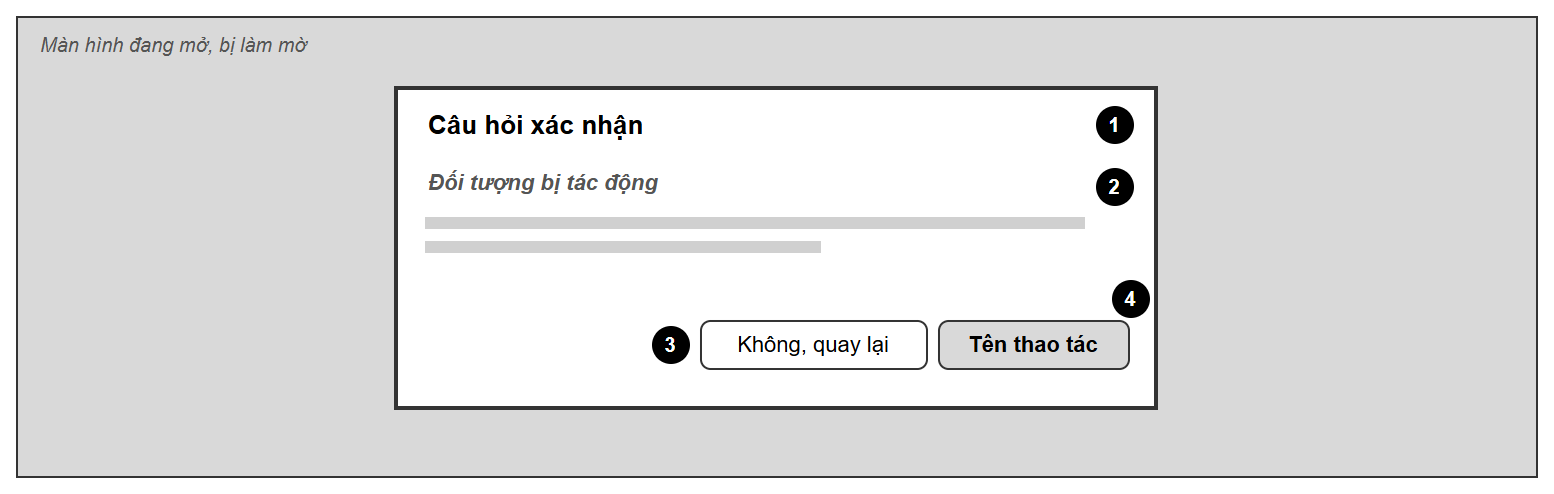 Màn hình đang mở, bị làm mờ
Câu hỏi xác nhận
1
Đối tượng bị tác động
2
4
3
Không, quay lại
Tên thao tác